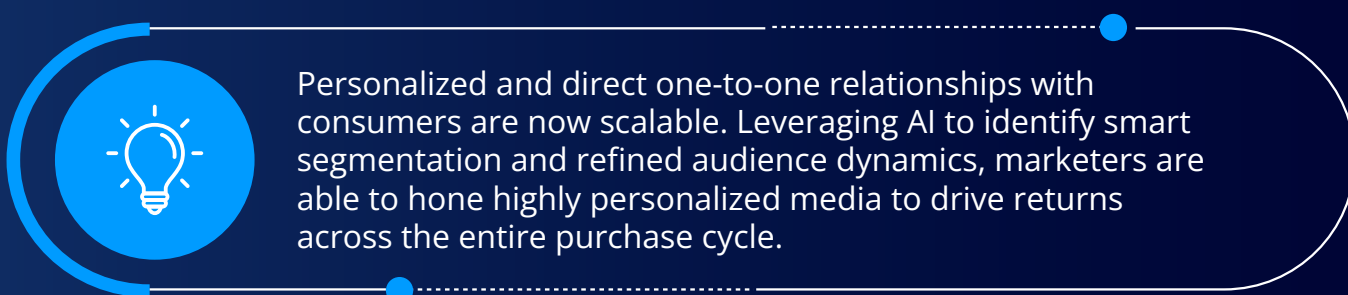 Personalized and direct one-to-one relationships with
consumers are now scalable. Leveraging AI to identify smart
segmentation and refined audience dynamics, marketers are
able to hone highly personalized media to drive returns
across the entire purchase cycle.